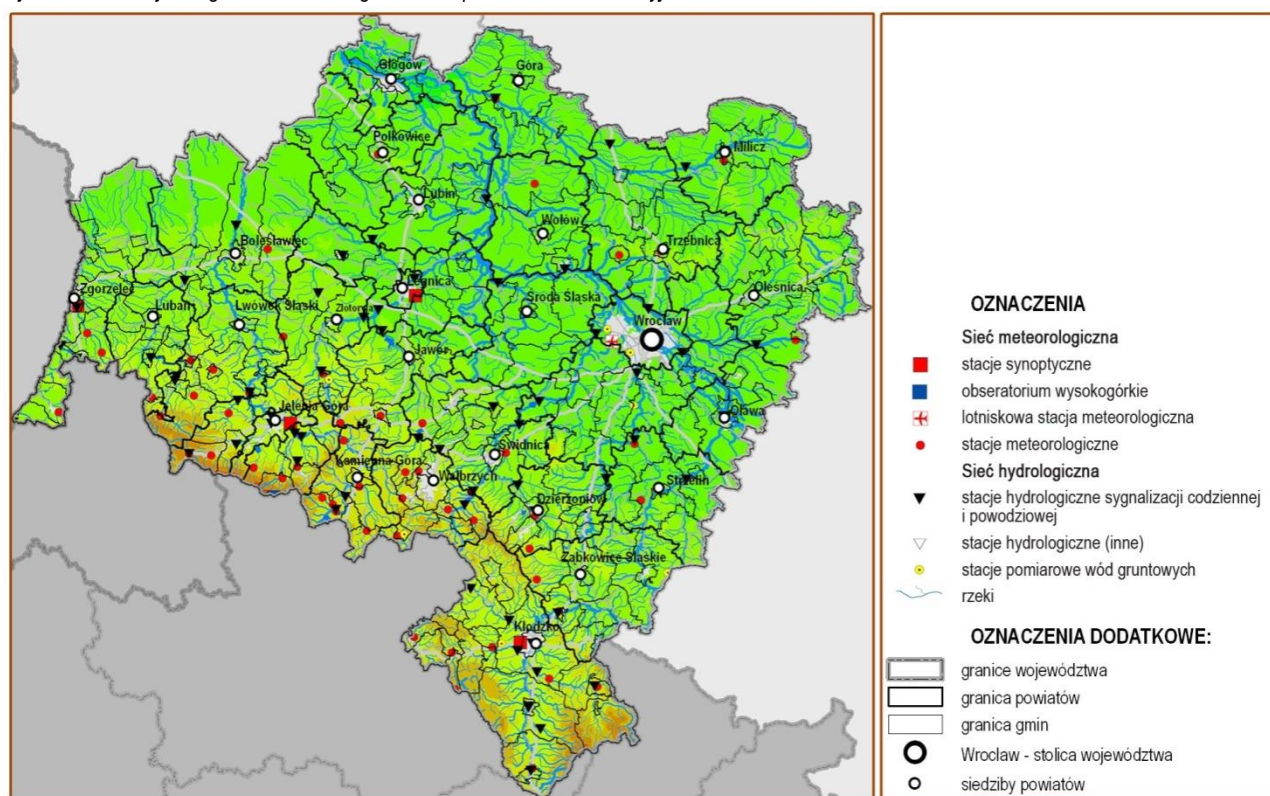 Głogów
Góra
Polkowice
Milicz
Lubin
Wołów
Trzebnica
Bolesławiec
Legnica
Zgorzelec
Oleśnica
Lubań
Lwówek Śląski
Złotoryja
Środa Śląska
Wrocław
Jawor
Jelenia Góra
Oława
Świdnica
Kamienna Góra
Wałbrzych
Strzelin
Dzierżoniów
Ząbkowice Śląskie
Kłodzko
OZNACZENIA
Sieć meteorologiczna
stacje synoptyczne
obseratorium wysokogórkie
lotniskowa stacja meteorologiczna
stacje meteorologiczne
Sieć hydrologiczna
stacje hydrologiczne sygnalizacji codziennej
i powodziowej
stacje hydrologiczne (inne)
stacje pomiarowe wód gruntowych
rzeki
OZNACZENIA DODATKOWE:
granice województwa
granica powiatów
granica gmin
Wrocław - stolica województwa
siedziby powiatów